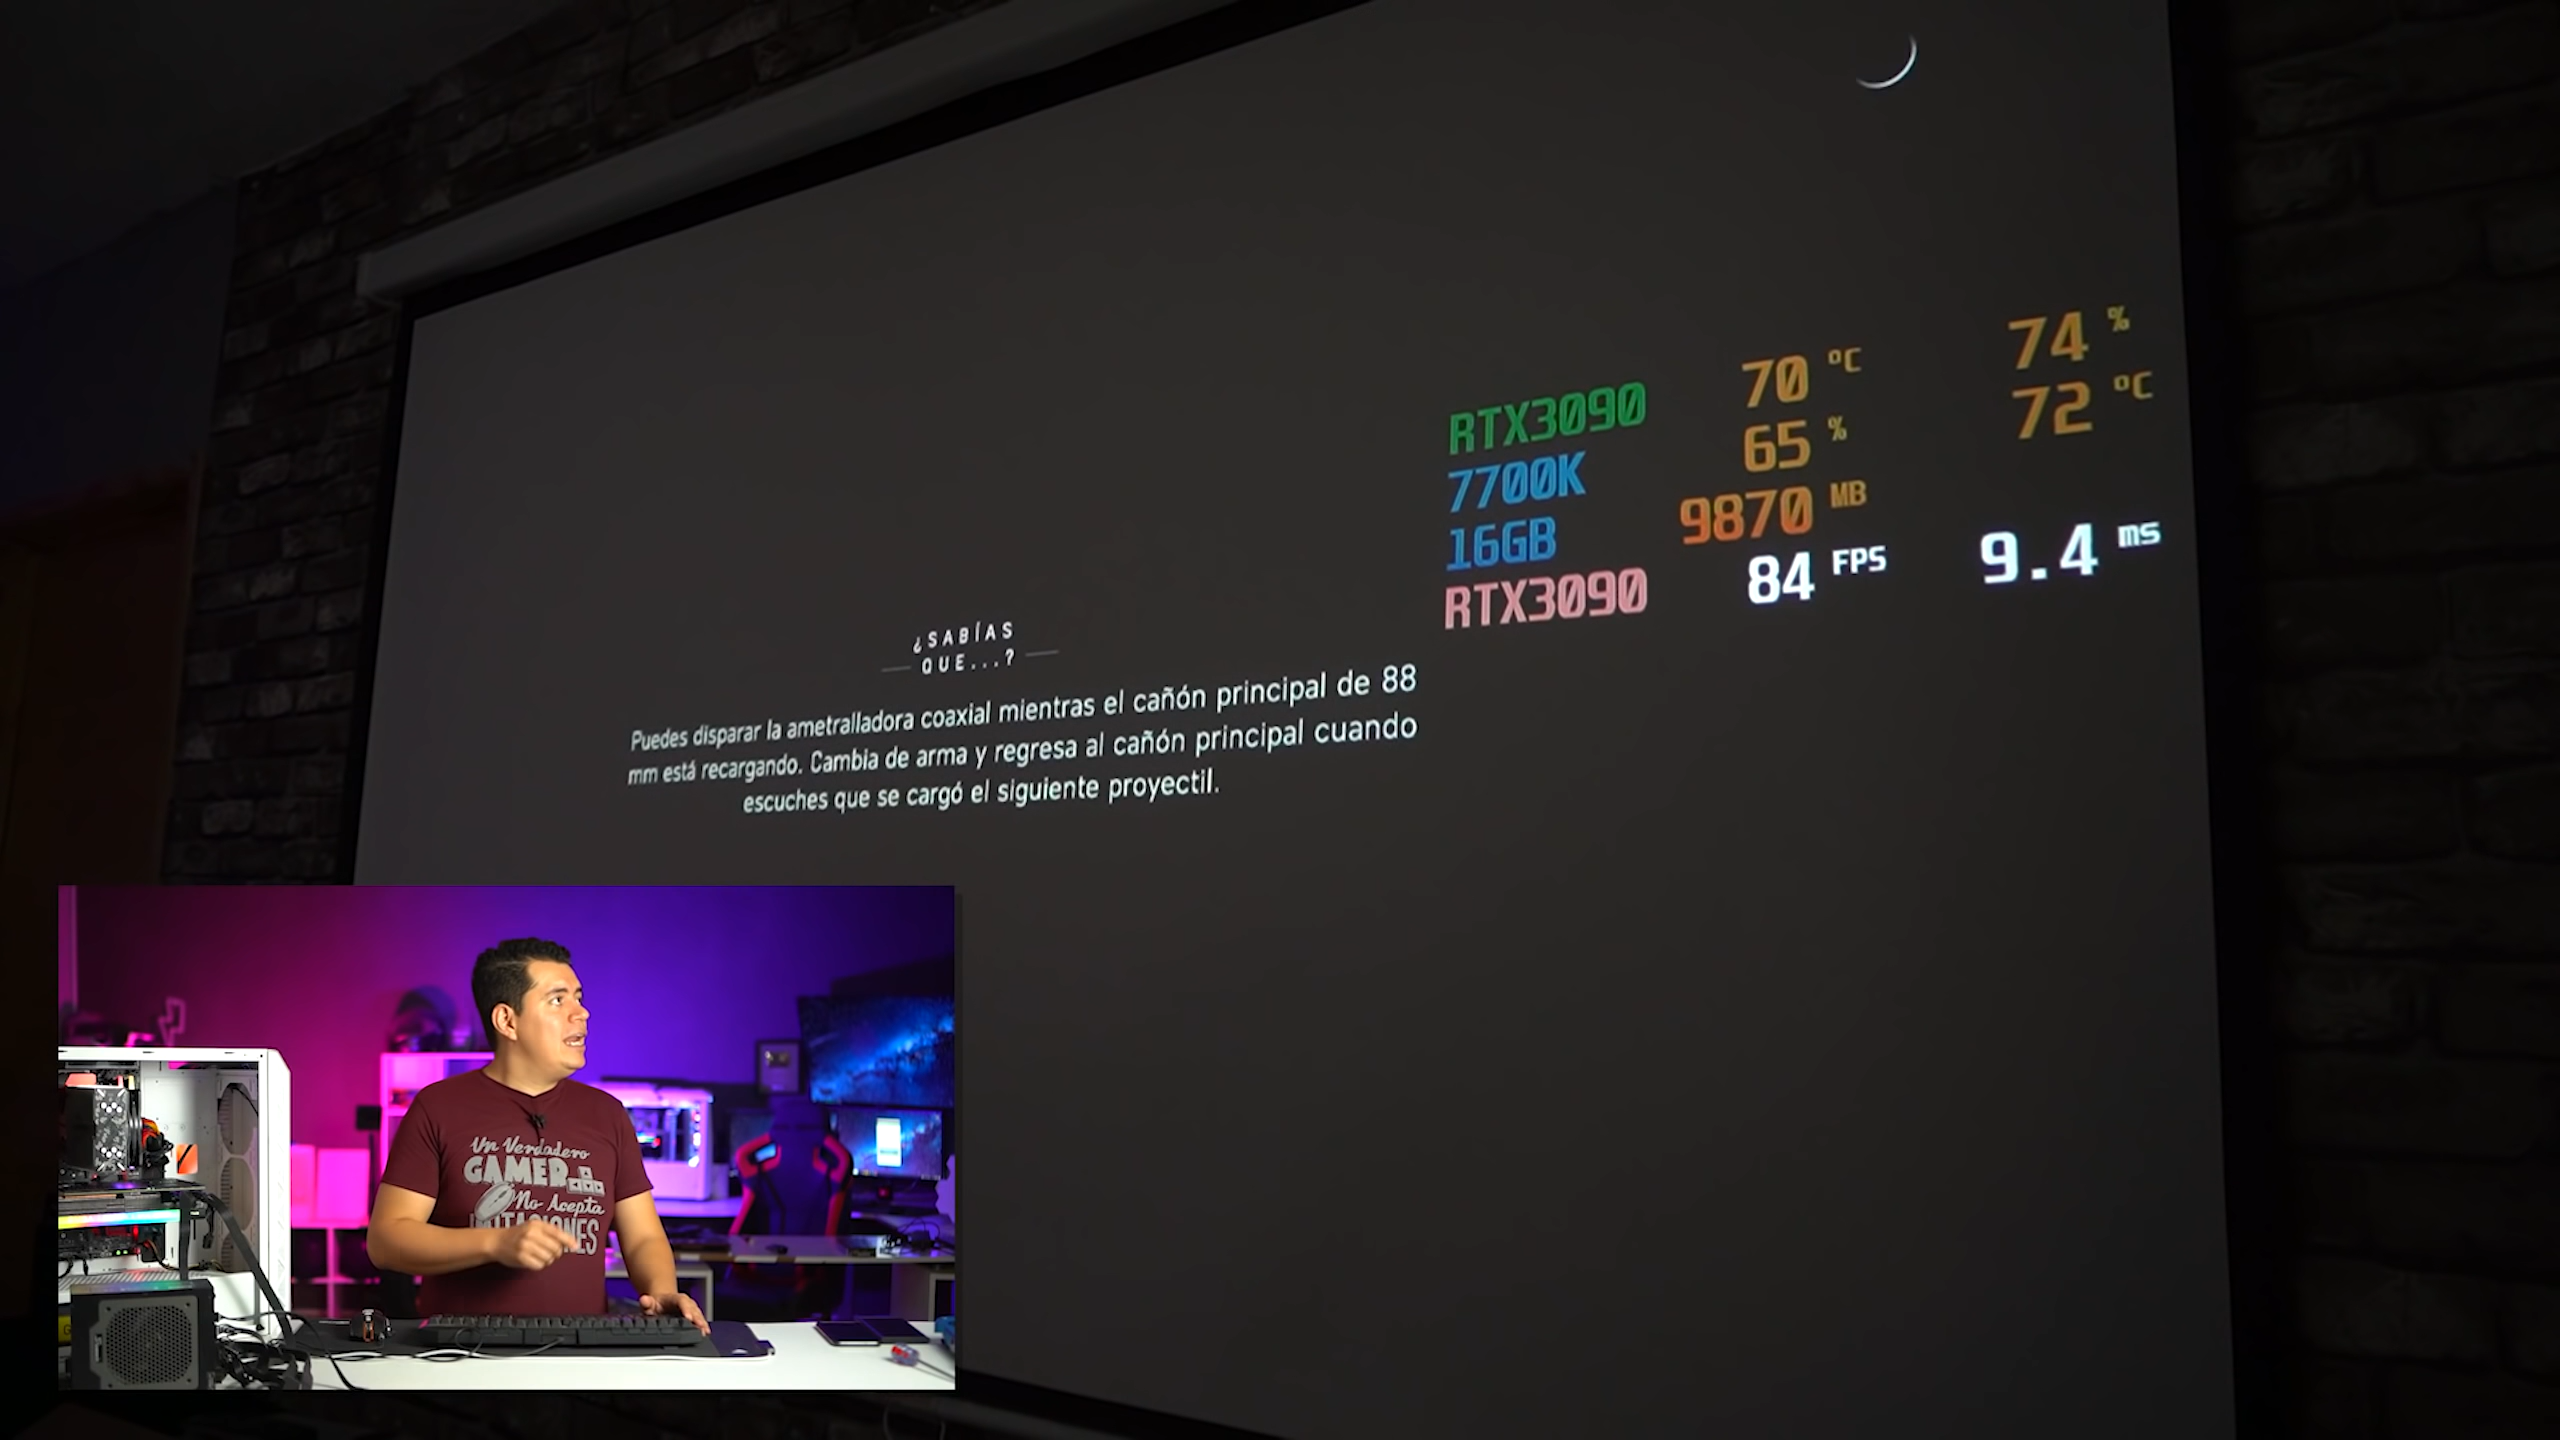 RTX3090 70 °C 74 %
7700K 65 % 72 °C
16GB 9870 MB
RTX3090 84 FPS 9.4 ms
¿SABÍAS
QUE...?
Puedes disparar la ametralladora coaxial mientras el cañón principal de 88
mm está recargando. Cambia de arma y regresa al cañón principal cuando
escuches que se cargó el siguiente proyectil.
Un Verdadero
GAMER
No Acepta